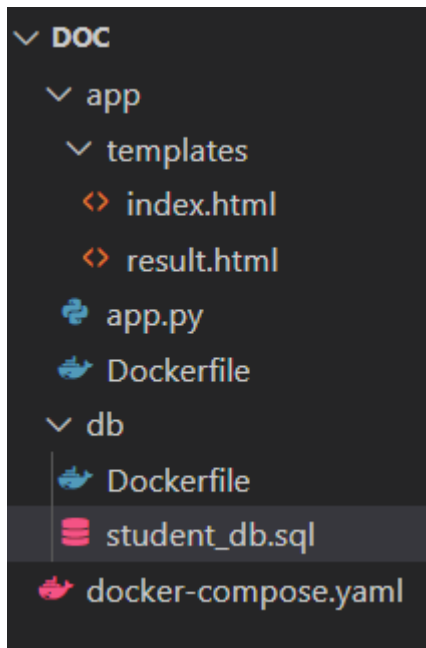 DOC
app
templates
index.html
result.html
app.py
Dockerfile
db
Dockerfile
student_db.sql
docker-compose.yaml